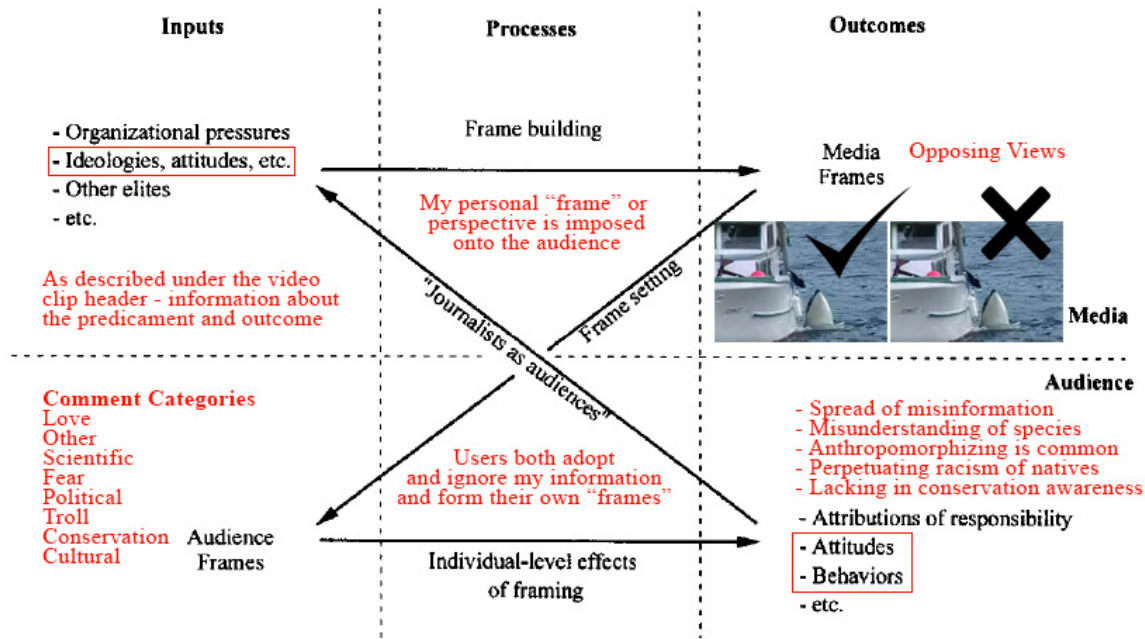 Inputs
Processes
Outcomes
- Organizational pressures
- Ideologies, attitudes, etc.
- Other elites
- etc.
Frame building
Media
Frames
Opposing Views
My personal “frame” or
perspective is imposed
onto the audience
As described under the video
clip header - information about
the predicament and outcome
"Journalists as audiences"
Frame setting
Media
Audience
Comment Categories
Love
Other
Scientific
Fear
Political
Troll
Conservation
Cultural
Audience
Frames
Users both adopt
and ignore my information
and form their own “frames”
Individual-level effects
of framing
- Spread of misinformation
- Misunderstanding of species
- Anthropomorphizing is common
- Perpetuating racism of natives
- Lacking in conservation awareness
- Attributions of responsibility
- Attitudes
- Behaviors
- etc.